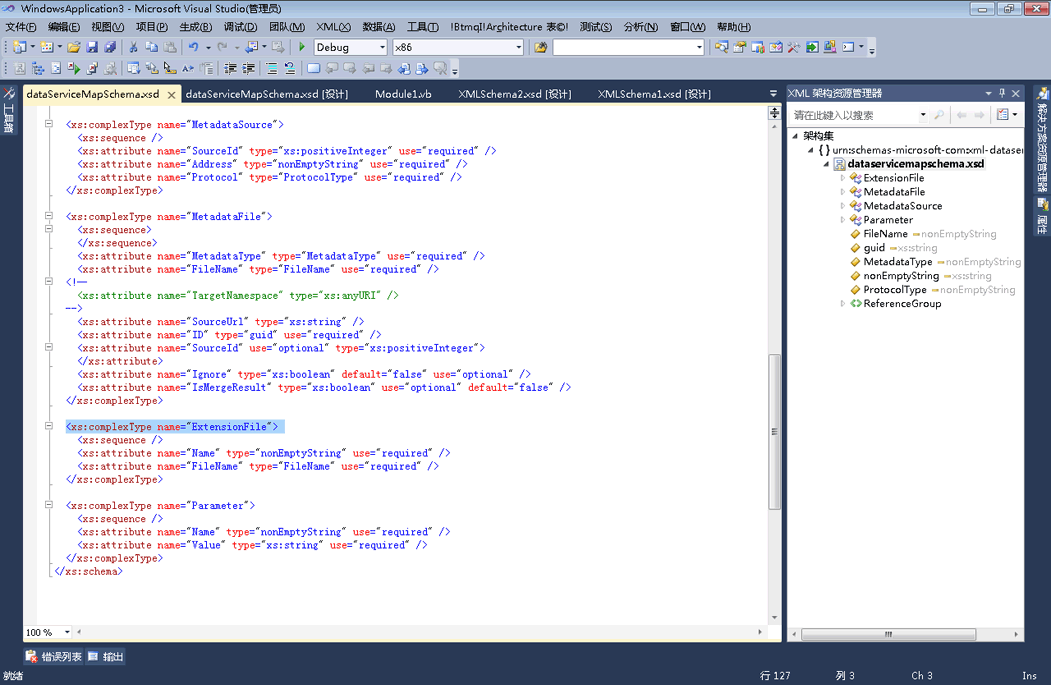 WindowsApplication3 - Microsoft Visual Studio(管理员)
文件(F) 编辑(E) 视图(V) 项目(P) 生成(B) 调试(D) 团队(M) XML(X) 数据(A) 工具(T) !Btmq!!Architecture 表©! 测试(S) 分析(N) 窗口(W) 帮助(H)
Debug x86
dataServiceMapSchema.xsd dataServiceMapSchema.xsd [设计] Module1.vb XMLSchema2.xsd [设计] XMLSchema1.xsd [设计]
工具箱
<xs:complexType name="MetadataSource">
<xs:sequence />
<xs:attribute name="SourceId" type="xs:positiveInteger" use="required" />
<xs:attribute name="Address" type="nonEmptyString" use="required" />
<xs:attribute name="Protocol" type="ProtocolType" use="required" />
</xs:complexType>
<xs:complexType name="MetadataFile">
<xs:sequence>
</xs:sequence>
<xs:attribute name="MetadataType" type="MetadataType" use="required" />
<xs:attribute name="FileName" type="FileName" use="required" />
<!--
<xs:attribute name="TargetNamespace" type="xs:anyURI" />
-->
<xs:attribute name="SourceUrl" type="xs:string" />
<xs:attribute name="ID" type="guid" use="required" />
<xs:attribute name="SourceId" use="optional" type="xs:positiveInteger">
</xs:attribute>
<xs:attribute name="Ignore" type="xs:boolean" default="false" use="optional" />
<xs:attribute name="IsMergeResult" type="xs:boolean" use="optional" default="false" />
</xs:complexType>
<xs:complexType name="ExtensionFile">
<xs:sequence />
<xs:attribute name="Name" type="nonEmptyString" use="required" />
<xs:attribute name="FileName" type="FileName" use="required" />
</xs:complexType>
<xs:complexType name="Parameter">
<xs:sequence />
<xs:attribute name="Name" type="nonEmptyString" use="required" />
<xs:attribute name="Value" type="xs:string" use="required" />
</xs:complexType>
</xs:schema>
100 %
XML 架构资源管理器
请在此键入以搜索
架构集
{ } urn:schemas-microsoft-com:xml-dataser
dataservicemapschema.xsd
ExtensionFile
MetadataFile
MetadataSource
Parameter
FileName nonEmptyString
guid xs:string
MetadataType nonEmptyString
nonEmptyString xs:string
ProtocolType nonEmptyString
ReferenceGroup
解决方案资源管理器
属性
错误列表 输出
就绪 行 127 列 3 Ch 3 Ins